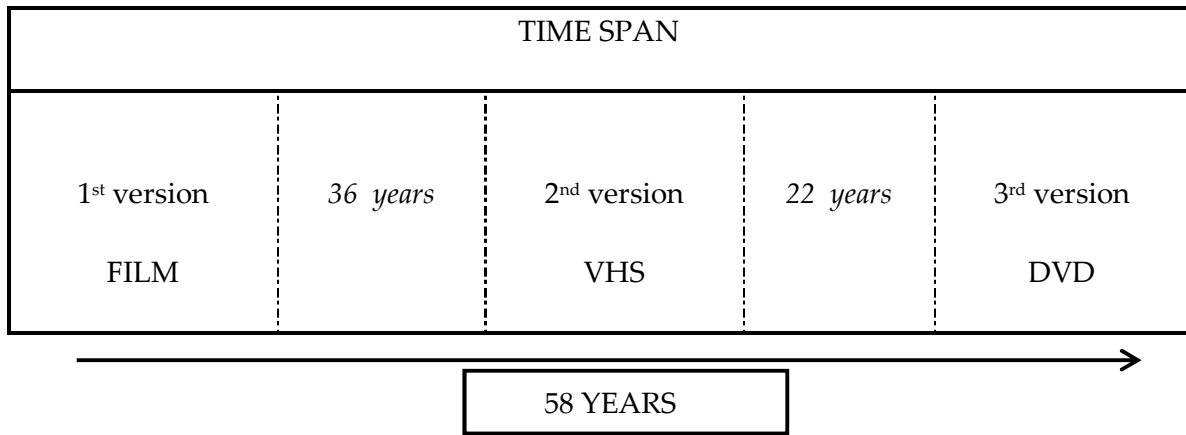 TIME SPAN
1st version 36 years 2nd version 22 years 3rd version
FILM VHS DVD
58 YEARS